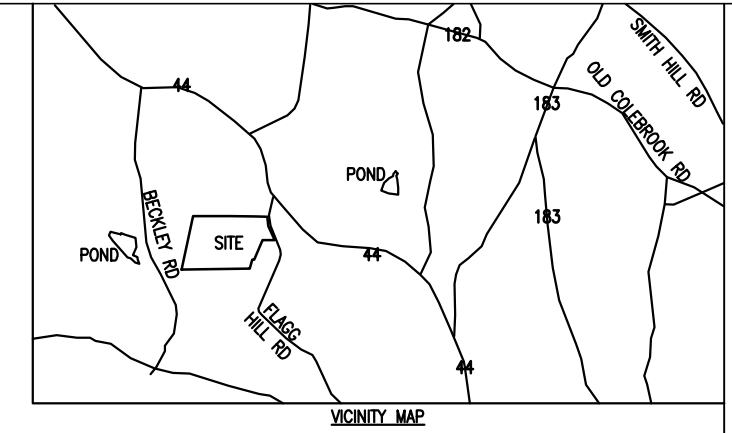 182
SMITH HILL RD
44
OLD COLEBROOK RD
183
POND
BECKLEY RD
183
SITE
POND
44
FLAGG
HILL RD
44
VICINITY MAP